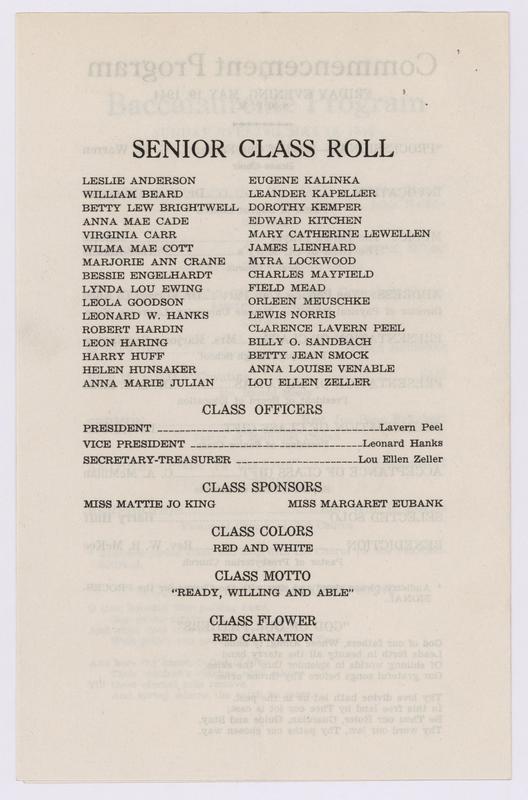 SENIOR CLASS ROLL
LESLIE ANDERSON
WILLIAM BEARD
BETTY LEW BRIGHTWELL
ANNA MAE CADE
VIRGINIA CARR
WILMA MAE COTT
MARJORIE ANN CRANE
BESSIE ENGELHARDT
LYNDA LOU EWING
LEOLA GOODSON
LEONARD W. HANKS
ROBERT HARDIN
LEON HARING
HARRY HUFF
HELEN HUNSAKER
ANNA MARIE JULIAN
EUGENE KALINKA
LEANDER KAPELLER
DOROTHY KEMPER
EDWARD KITCHEN
MARY CATHERINE LEWELLEN
JAMES LIENHARD
MYRA LOCKWOOD
CHARLES MAYFIELD
FIELD MEAD
ORLEEN MEUSCHKE
LEWIS NORRIS
CLARENCE LAVERN PEEL
BILLY O. SANDBACH
BETTY JEAN SMOCK
ANNA LOUISE VENABLE
LOU ELLEN ZELLER
CLASS OFFICERS
PRESIDENT Lavern Peel
VICE PRESIDENT Leonard Hanks
SECRETARY-TREASURER Lou Ellen Zeller
CLASS SPONSORS
MISS MATTIE JO KING MISS MARGARET EUBANK
CLASS COLORS
RED AND WHITE
CLASS MOTTO
"READY, WILLING AND ABLE"
CLASS FLOWER
RED CARNATION